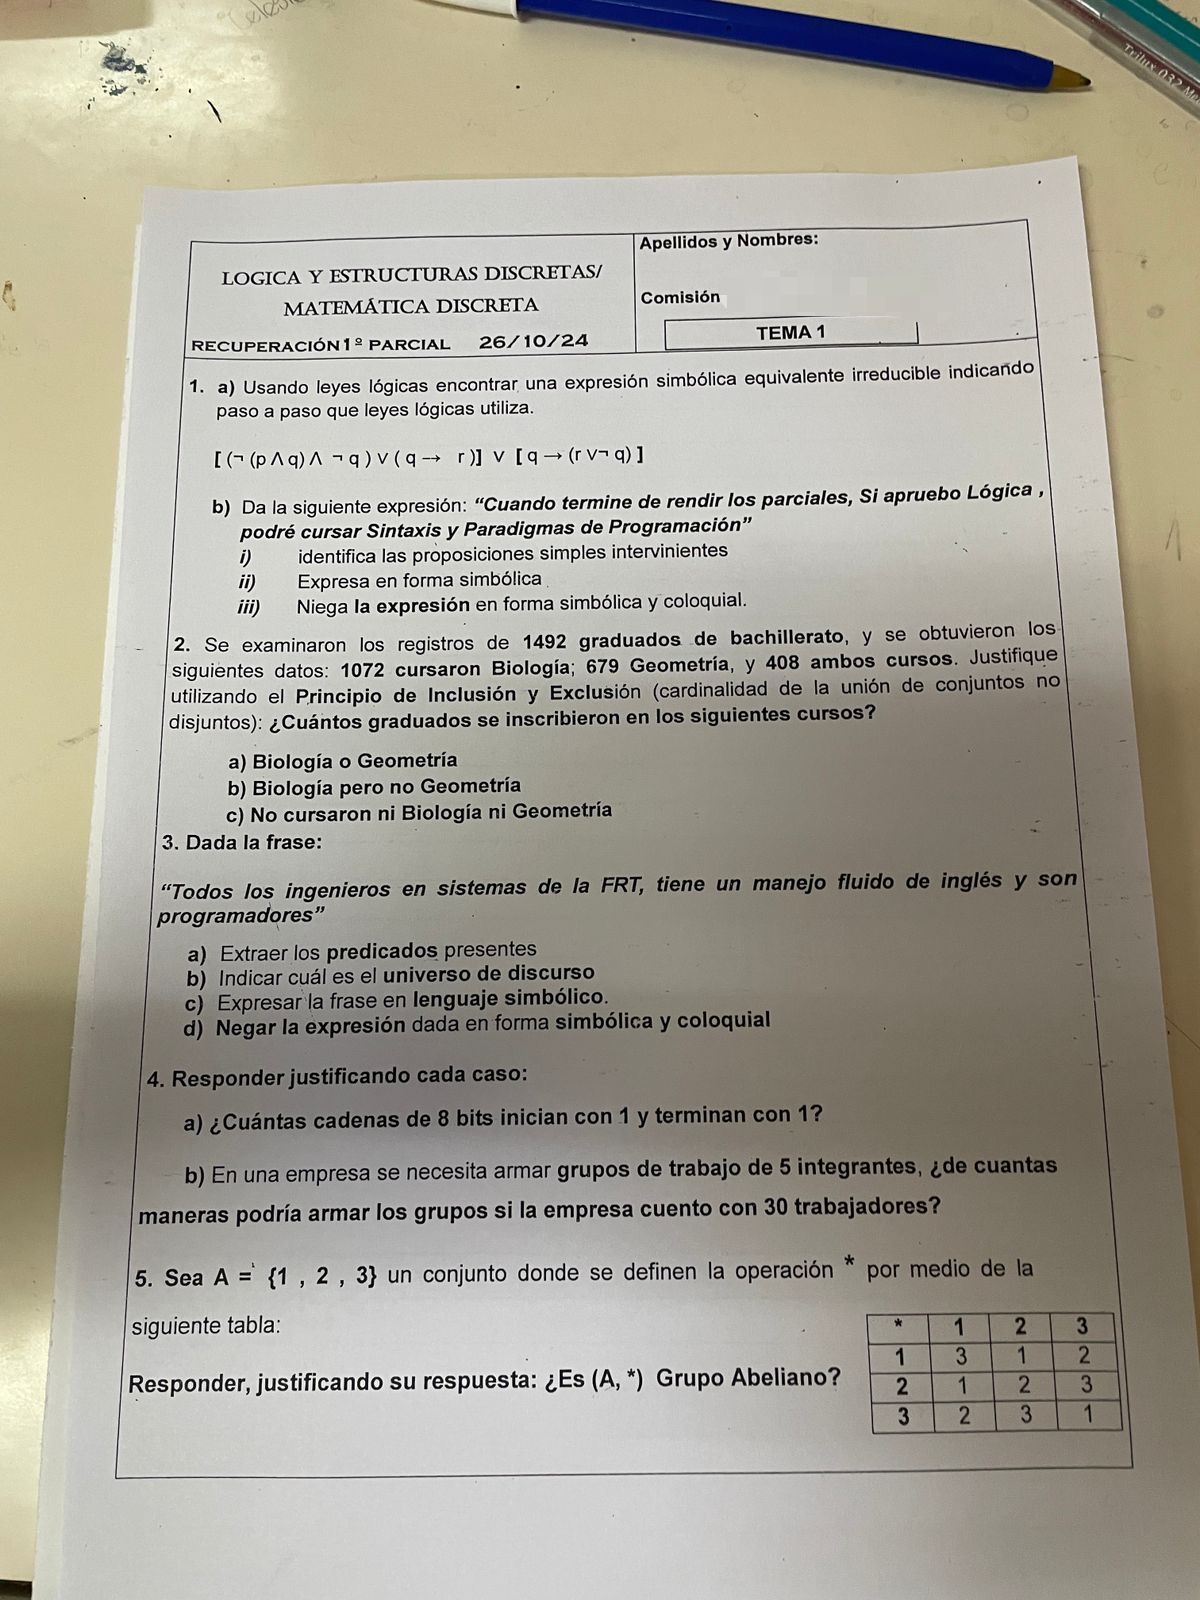 LOGICA Y ESTRUCTURAS DISCRETAS/
MATEMÁTICA DISCRETA
RECUPERACIÓN 1º PARCIAL 26/10/24
Apellidos y Nombres:
Comisión
TEMA 1
1. a) Usando leyes lógicas encontrar una expresión simbólica equivalente irreducible indicando
paso a paso que leyes lógicas utiliza.
[ (¬ (p ∧ q) ∧ ¬ q ) ∨ ( q → r )] ∨ [ q → (r ∨¬ q) ]
b) Da la siguiente expresión: “Cuando termine de rendir los parciales, Si apruebo Lógica ,
podré cursar Sintaxis y Paradigmas de Programación”
i) identifica las proposiciones simples intervinientes
ii) Expresa en forma simbólica
iii) Niega la expresión en forma simbólica y coloquial.
2. Se examinaron los registros de 1492 graduados de bachillerato, y se obtuvieron los
siguientes datos: 1072 cursaron Biología; 679 Geometría, y 408 ambos cursos. Justifique
utilizando el Principio de Inclusión y Exclusión (cardinalidad de la unión de conjuntos no
disjuntos): ¿Cuántos graduados se inscribieron en los siguientes cursos?
a) Biología o Geometría
b) Biología pero no Geometría
c) No cursaron ni Biología ni Geometría
3. Dada la frase:
“Todos los ingenieros en sistemas de la FRT, tiene un manejo fluido de inglés y son
programadores”
a) Extraer los predicados presentes
b) Indicar cuál es el universo de discurso
c) Expresar la frase en lenguaje simbólico.
d) Negar la expresión dada en forma simbólica y coloquial
4. Responder justificando cada caso:
a) ¿Cuántas cadenas de 8 bits inician con 1 y terminan con 1?
b) En una empresa se necesita armar grupos de trabajo de 5 integrantes, ¿de cuantas
maneras podría armar los grupos si la empresa cuento con 30 trabajadores?
5. Sea A = {1 , 2 , 3} un conjunto donde se definen la operación * por medio de la
siguiente tabla:
Responder, justificando su respuesta: ¿Es (A, *) Grupo Abeliano?
* 1 2 3
1 3 1 2
2 1 2 3
3 2 3 1